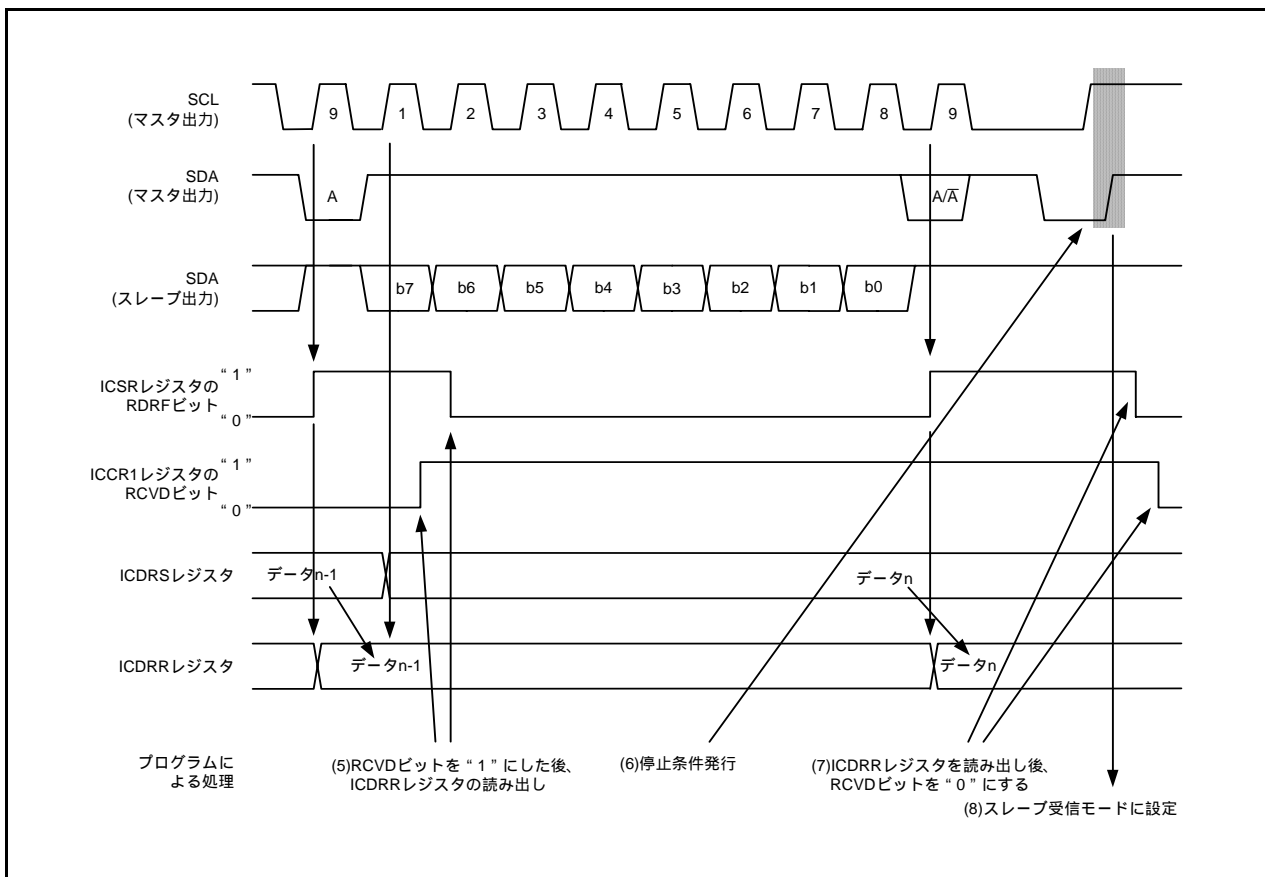 SCL
(マスタ出力)
9 1 2 3 4 5 6 7 8 9
SDA
(マスタ出力)
A A/A̅
SDA
(スレーブ出力)
b7 b6 b5 b4 b3 b2 b1 b0
ICSRレジスタの
RDRFビット
“ 1 ”
“ 0 ”
ICCR1レジスタの
RCVDビット
“ 1 ”
“ 0 ”
ICDRSレジスタ
データn-1 データn
ICDRRレジスタ
データn-1 データn
プログラムに
よる処理
(5)RCVDビットを “ 1 ” にした後、
ICDRRレジスタの読み出し
(6)停止条件発行
(7)ICDRRレジスタを読み出し後、
RCVDビットを “ 0 ” にする
(8)スレーブ受信モードに設定